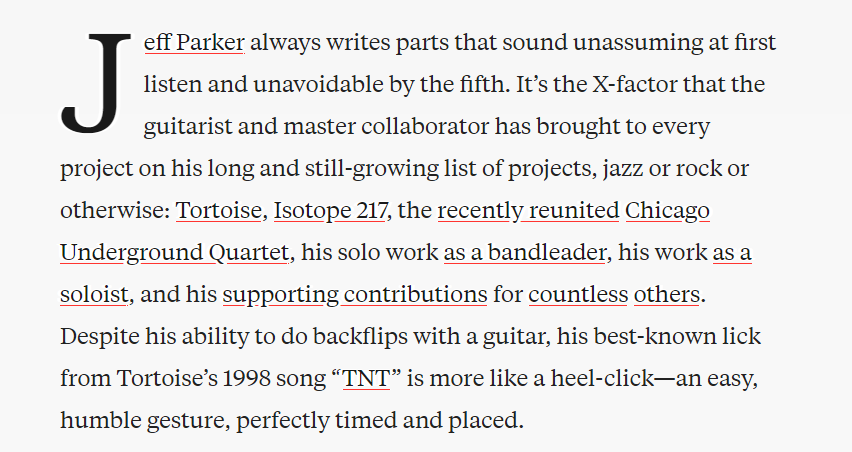 Jeff Parker always writes parts that sound unassuming at first
listen and unavoidable by the fifth. It’s the X-factor that the
guitarist and master collaborator has brought to every
project on his long and still-growing list of projects, jazz or rock or
otherwise: Tortoise, Isotope 217, the recently reunited Chicago
Underground Quartet, his solo work as a bandleader, his work as a
soloist, and his supporting contributions for countless others.
Despite his ability to do backflips with a guitar, his best-known lick
from Tortoise’s 1998 song “TNT” is more like a heel-click—an easy,
humble gesture, perfectly timed and placed.